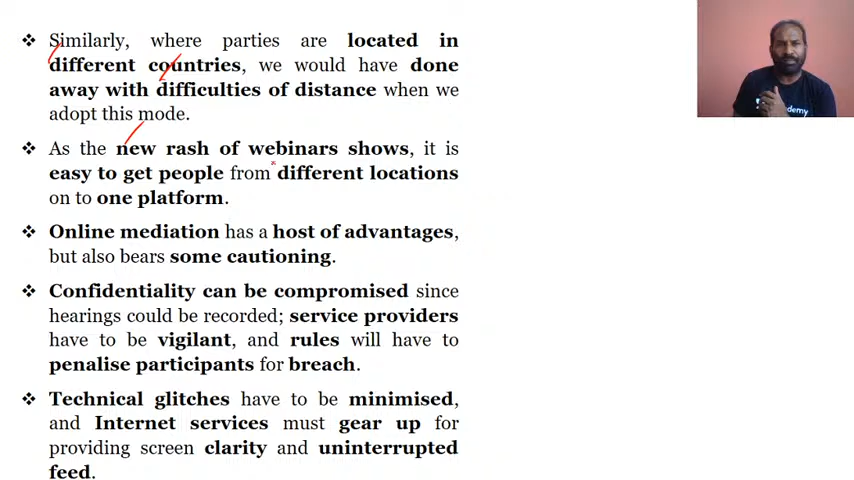 ❖ Similarly, where parties are located in
different countries, we would have done
away with difficulties of distance when we
adopt this mode.
❖ As the new rash of webinars shows, it is
easy to get people from different locations
on to one platform.
❖ Online mediation has a host of advantages,
but also bears some cautioning.
❖ Confidentiality can be compromised since
hearings could be recorded; service providers
have to be vigilant, and rules will have to
penalise participants for breach.
❖ Technical glitches have to be minimised,
and Internet services must gear up for
providing screen clarity and uninterrupted
feed.